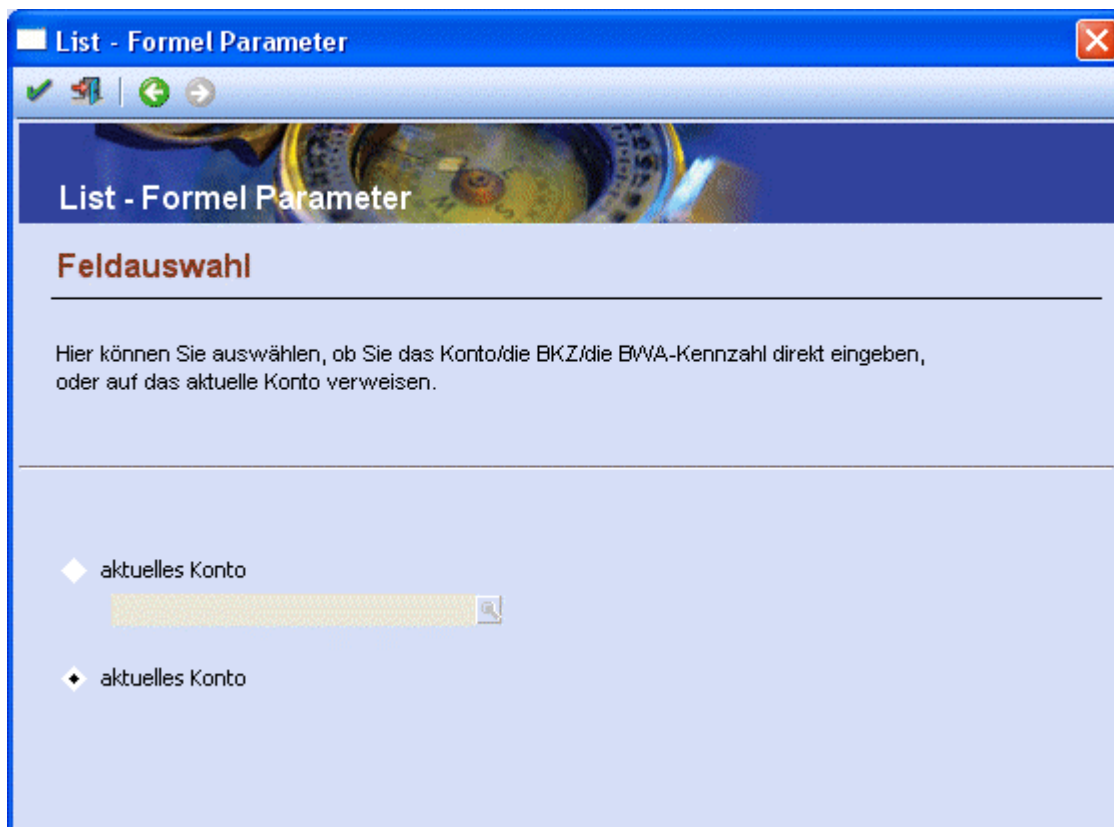 List - Formel Parameter
List - Formel Parameter
Feldauswahl
Hier können Sie auswählen, ob Sie das Konto/die BKZ/die BWA-Kennzahl direkt eingeben,
oder auf das aktuelle Konto verweisen.
aktuelles Konto
aktuelles Konto